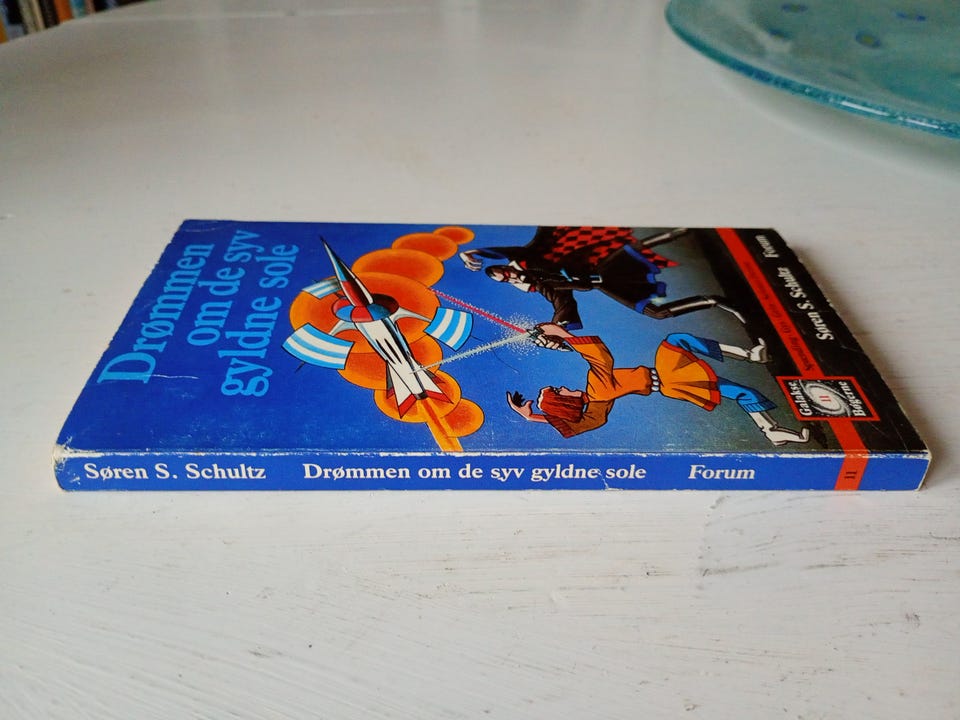 Drømmen
om de syv
gyldne sole
Søren S. Schultz Forum
Galakse
11
Bøgerne
Søren S. Schultz Drømmen om de syv gyldne sole Forum 11